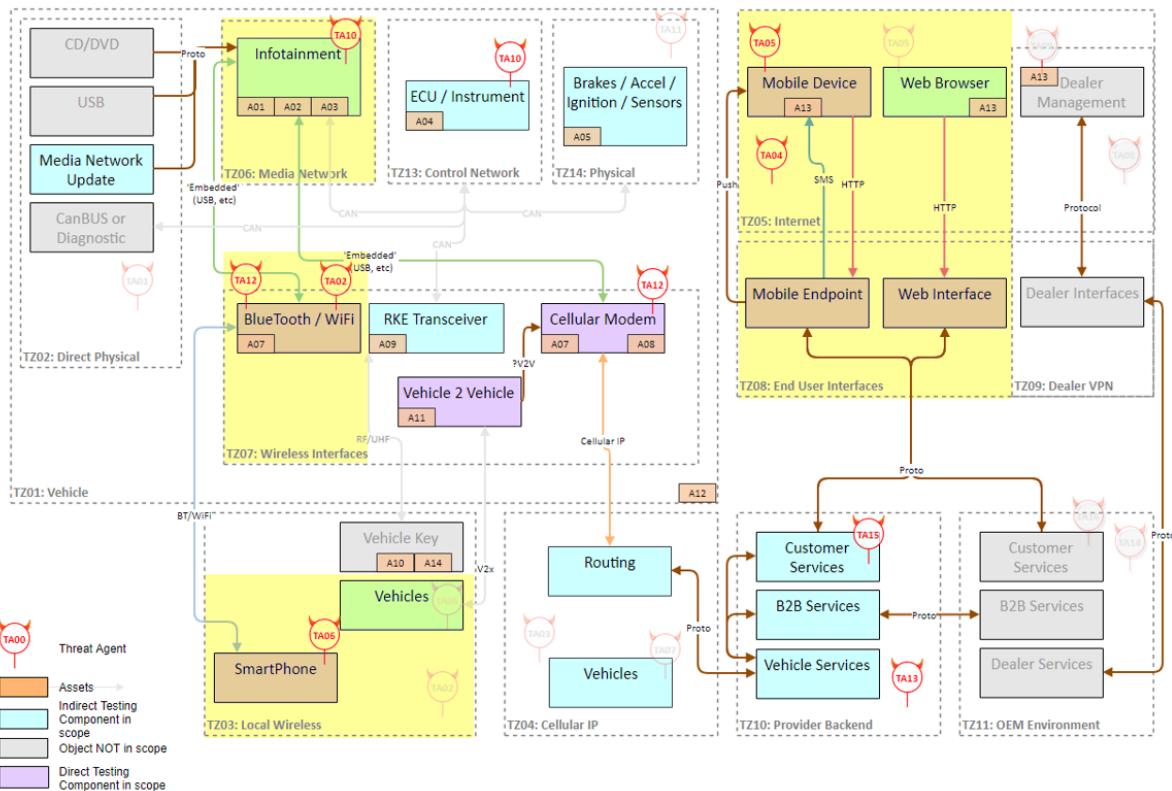 CD/DVD
USB
Media Network
Update
CanBUS or
Diagnostic
TA01
TZ02: Direct Physical
Proto
TA10
Infotainment
A01
A02
A03
TZ06: Media Network
'Embedded'
(USB, etc)
TA10
ECU / Instrument
A04
TZ13: Control Network
TA11
Brakes / Accel /
Ignition / Sensors
A05
TZ14: Physical
CAN
CAN
CAN
CAN
'Embedded'
(USB, etc)
TA12
TA02
BlueTooth / WiFi
A07
RKE Transceiver
A09
TA12
Cellular Modem
A07
A08
?V2V
Vehicle 2 Vehicle
A11
TZ07: Wireless Interfaces
RF/UHF
Cellular IP
TZ01: Vehicle
A12
TA05
Mobile Device
A13
TA04
Web Browser
A13
Push
SMS
HTTP
HTTP
TZ05: Internet
A13
Dealer
Management
Protocol
Mobile Endpoint
Web Interface
Dealer Interfaces
TZ08: End User Interfaces
TZ09: Dealer VPN
Proto
Proto
BT/WiFi
Vehicle Key
A10
A14
V2x
Vehicles
TA06
SmartPhone
TA02
TZ03: Local Wireless
Routing
TA03
TA07
Vehicles
Proto
TZ04: Cellular IP
TA15
Customer
Services
B2B Services
Vehicle Services
TA13
TZ10: Provider Backend
Proto
TA14
Customer
Services
B2B Services
Dealer Services
TZ11: OEM Environment
TA00
Threat Agent
Assets
Indirect Testing
Component in
scope
Object NOT in scope
Direct Testing
Component in scope